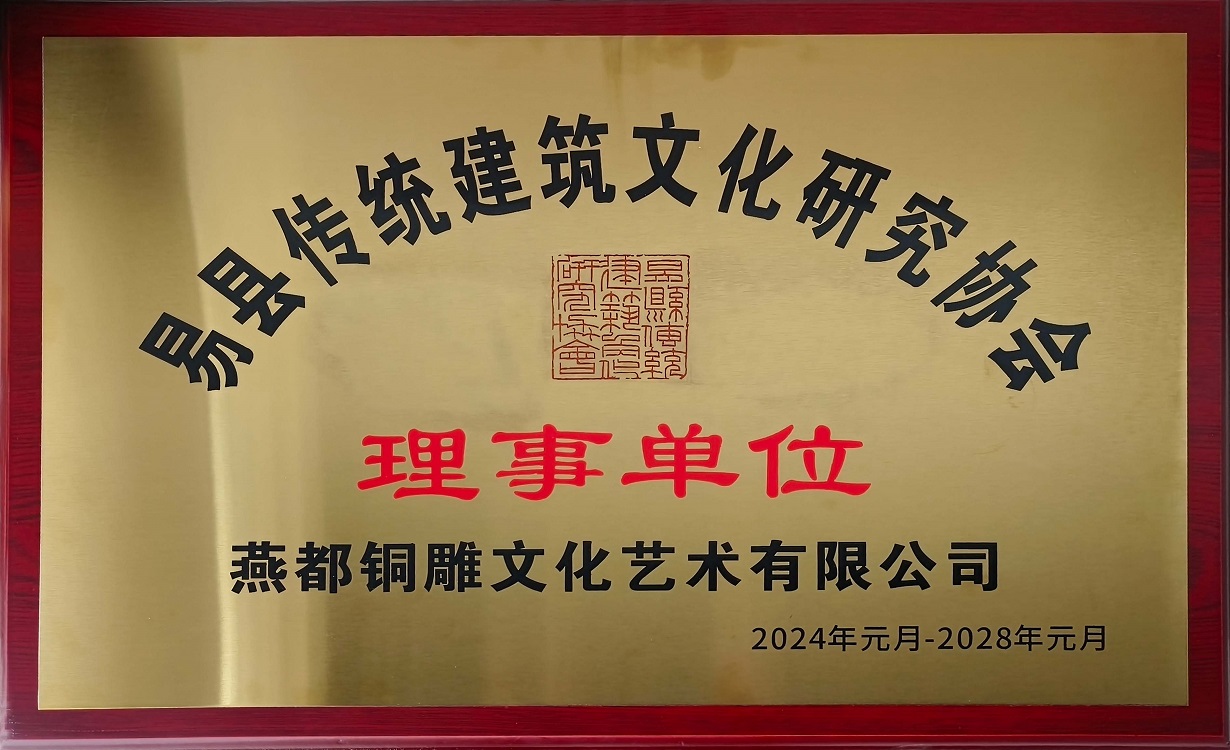 易县传统建筑文化研究协会
理事单位
燕都铜雕文化艺术有限公司
2024年元月-2028年元月